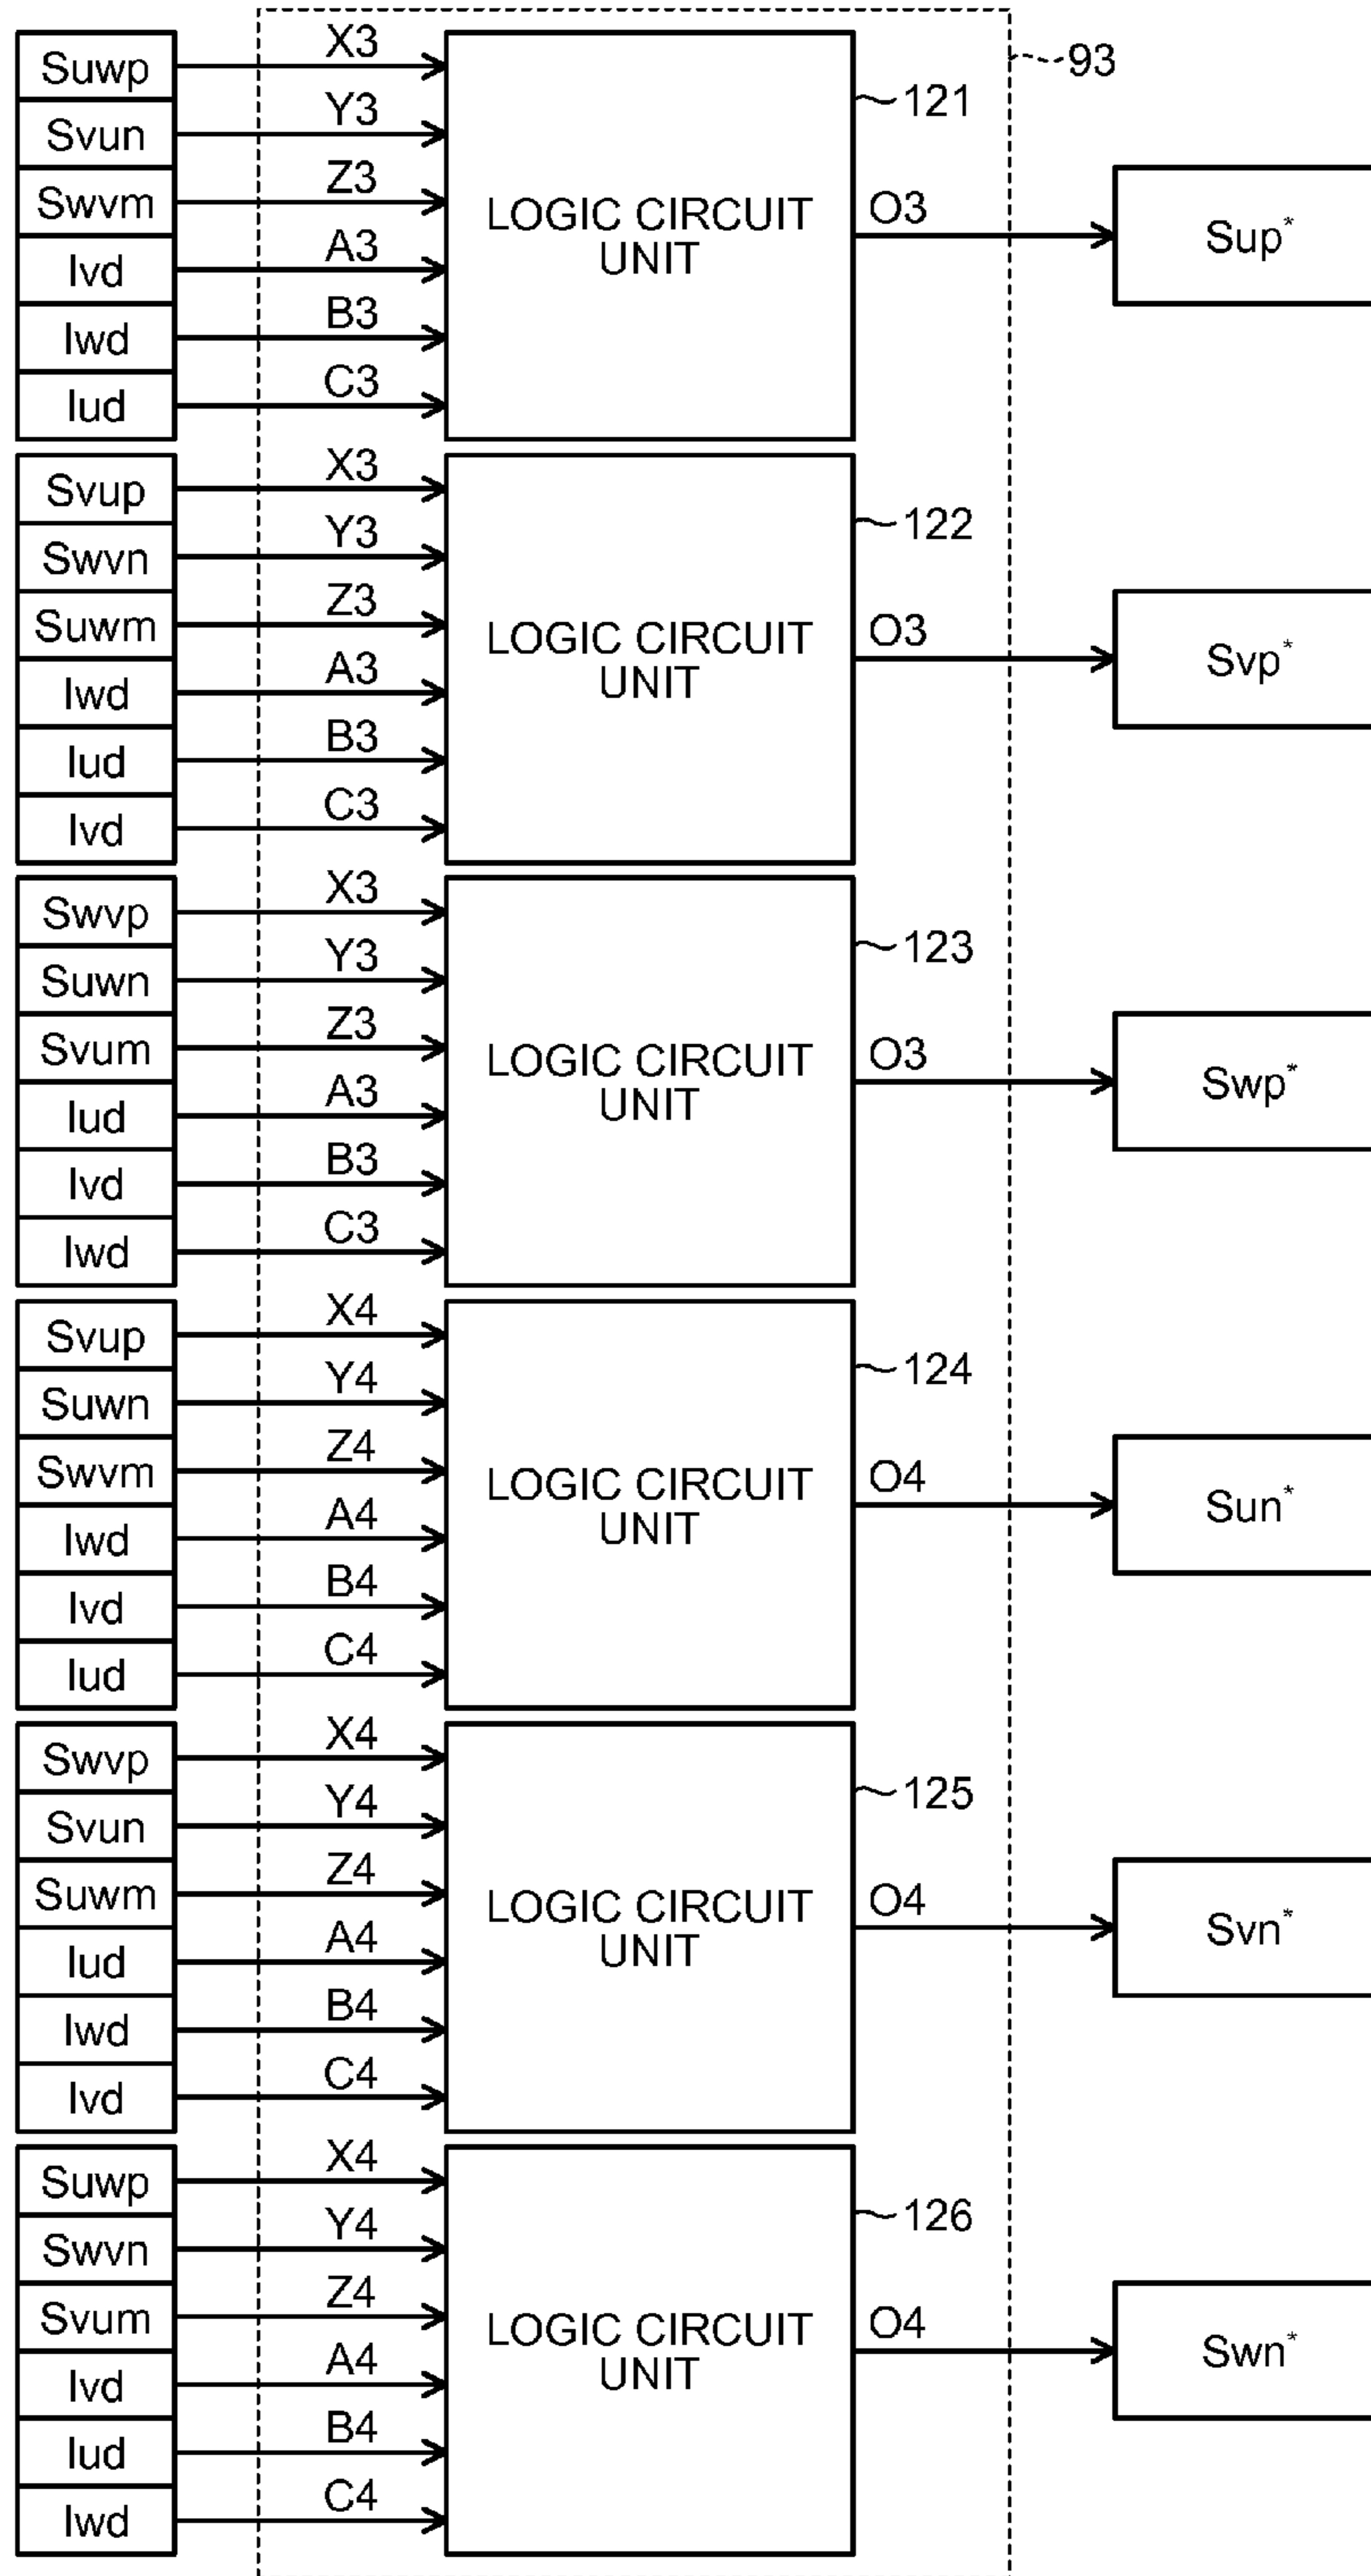 93
Suwp X3
Svun Y3
Swvm Z3
Ivd A3
Iwd B3
Iud C3
LOGIC CIRCUIT
UNIT
121
O3
Sup*
Svup X3
Swvn Y3
Suwm Z3
Iwd A3
Iud B3
Ivd C3
LOGIC CIRCUIT
UNIT
122
O3
Svp*
Swvp X3
Suwn Y3
Svum Z3
Iud A3
Ivd B3
Iwd C3
LOGIC CIRCUIT
UNIT
123
O3
Swp*
Svup X4
Suwn Y4
Swvm Z4
Iwd A4
Ivd B4
Iud C4
LOGIC CIRCUIT
UNIT
124
O4
Sun*
Swvp X4
Svun Y4
Suwm Z4
Iud A4
Iwd B4
Ivd C4
LOGIC CIRCUIT
UNIT
125
O4
Svn*
Suwp X4
Swvn Y4
Svum Z4
Ivd A4
Iud B4
Iwd C4
LOGIC CIRCUIT
UNIT
126
O4
Swn*